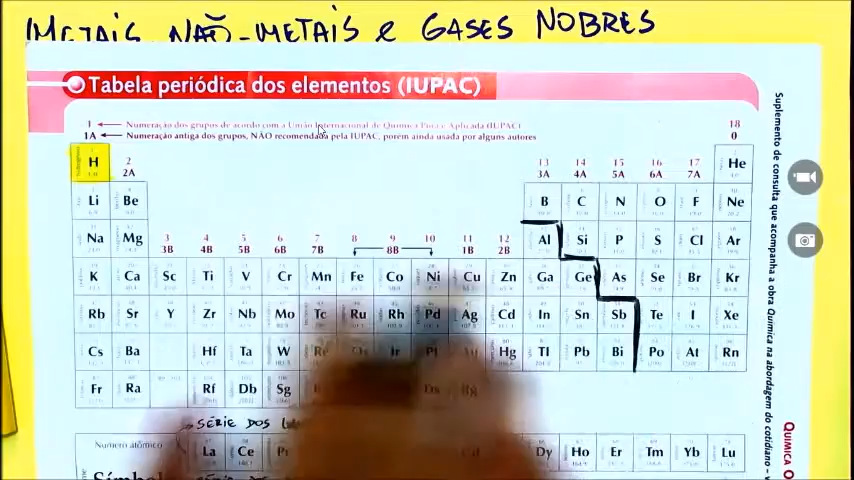 METAIS NÃO-METAIS e GASES NOBRES
Tabela periódica dos elementos (IUPAC)
1 Numeração dos grupos de acordo com a União Internacional de Química Pura e Aplicada (IUPAC) 18
1A Numeração antiga dos grupos, NÃO recomendada pela IUPAC, porém ainda usada por alguns autores 0
H 2 13 14 15 16 17 He
2A 3A 4A 5A 6A 7A
Li Be B C N O F Ne
Na Mg 3 4 5 6 7 8 9 10 11 12 Al Si P S Cl Ar
3B 4B 5B 6B 7B 8B 1B 2B
K Ca Sc Ti V Cr Mn Fe Co Ni Cu Zn Ga Ge As Se Br Kr
Rb Sr Y Zr Nb Mo Tc Ru Rh Pd Ag Cd In Sn Sb Te I Xe
Cs Ba Hf Ta W Re Ir Hg Tl Pb Bi Po At Rn
Fr Ra Rf Db Sg
SÉRIE DOS
Número atômico La Ce Dy Ho Er Tm Yb Lu
Símbolo
Suplemento de consulta que acompanha a obra Química na abordagem do cotidiano
QUÍMICA